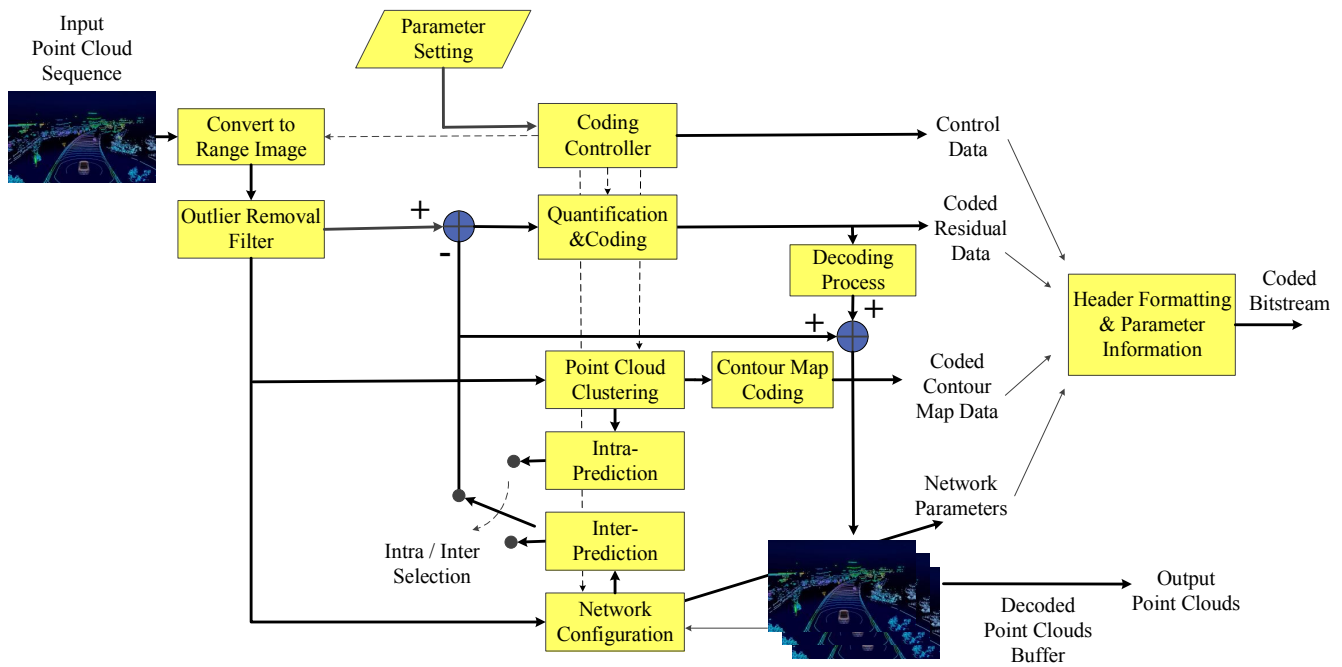 Input
Point Cloud
Sequence
Parameter
Setting
Convert to
Range Image
Coding
Controller
Control
Data
Outlier Removal
Filter
+
-
Quantification
&Coding
Coded
Residual
Data
Decoding
Process
+
+
Header Formatting
& Parameter
Information
Coded
Bitstream
Point Cloud
Clustering
Contour Map
Coding
Coded
Contour
Map Data
Intra-
Prediction
Inter-
Prediction
Intra / Inter
Selection
Network
Parameters
Network
Configuration
Decoded
Point Clouds
Buffer
Output
Point Clouds